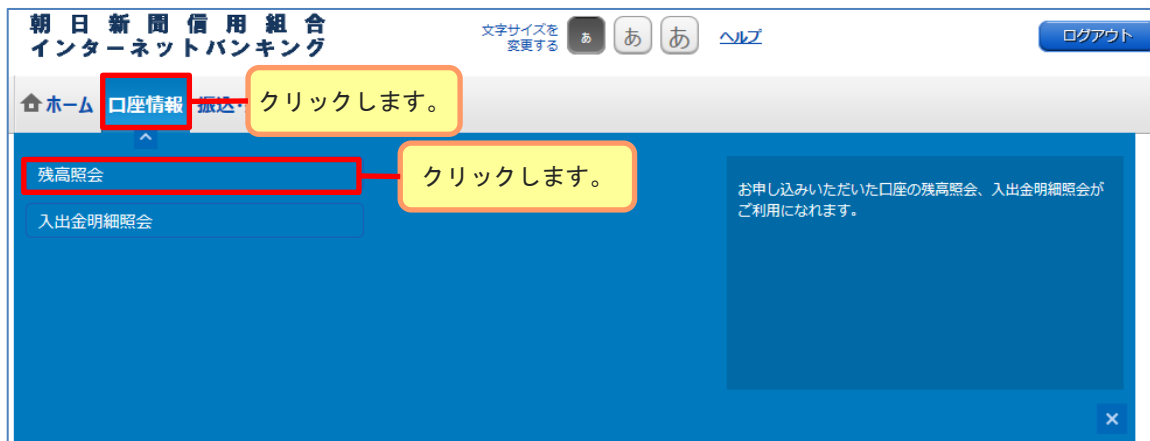 朝日新聞信用組合
インターネットバンキング
文字サイズを
変更する
あ あ あ
ヘルプ
ログアウト
ホーム 口座情報 振込・
クリックします。
残高照会
クリックします。
入出金明細照会
お申し込みいただいた口座の残高照会、入出金明細照会が
ご利用になれます。